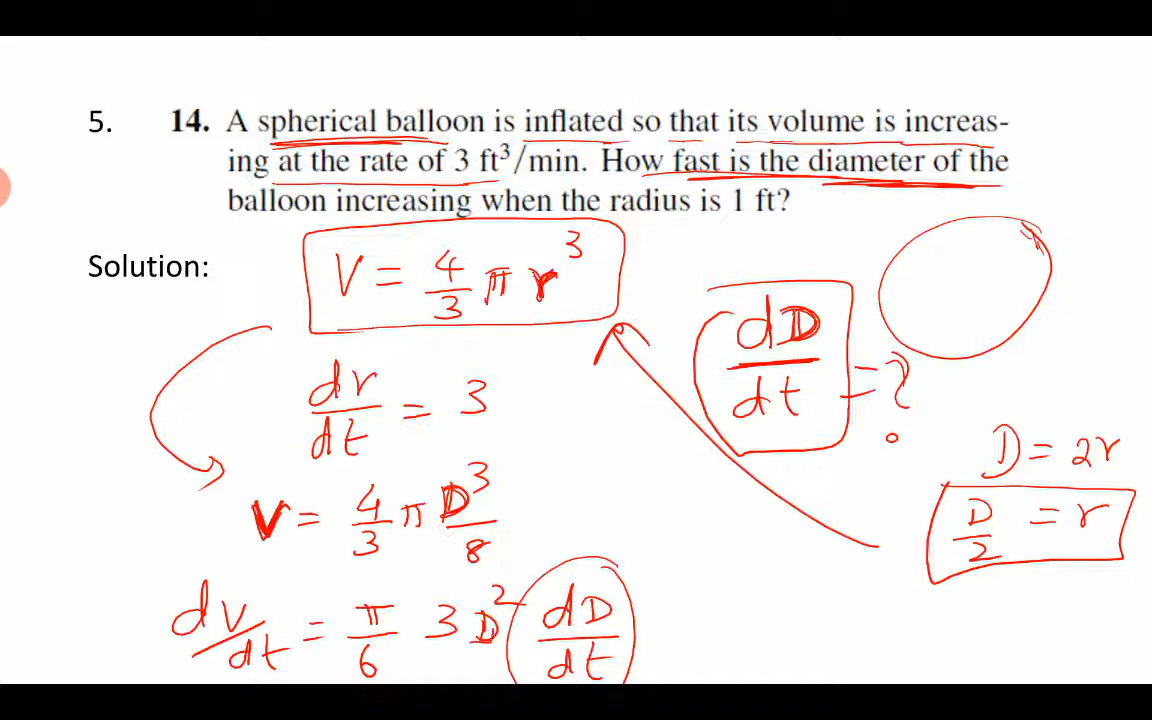 5. 14. A spherical balloon is inflated so that its volume is increas-
ing at the rate of 3 ft³/min. How fast is the diameter of the
balloon increasing when the radius is 1 ft?
Solution:
V = 4/3 π r³
dD/dt = ?
dr/dt = 3
D = 2r
D/2 = r
V = 4/3 π D³/8
dV/dt = π/6 3D² dD/dt